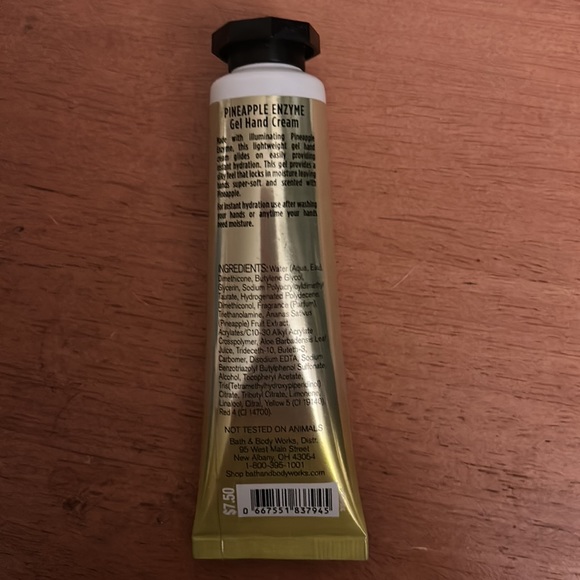 PINEAPPLE ENZYME
Gel Hand Cream
Made with illuminating Pineapple
Enzyme, this lightweight gel hand
cream glides on easily providing
instant hydration. This gel provides a
silky feel that locks in moisture leaving
hands super-soft and scented with
Pineapple.
For instant hydration use after washing
your hands or anytime your hands
need moisture.
INGREDIENTS: Water (Aqua, Eau),
Dimethicone, Butylene Glycol,
Glycerin, Sodium Polyacryloyldimethyl
Taurate, Hydrogenated Polydecene,
Dimethiconol, Fragrance (Parfum),
Triethanolamine, Ananas Sativus
(Pineapple) Fruit Extract,
Acrylates/C10-30 Alkyl Acrylate
Crosspolymer, Aloe Barbadensis Leaf
Juice, Trideceth-10, Buteth-3,
Carbomer, Disodium EDTA, Sodium
Benzotriazolyl Butylphenol Sulfonate,
Alcohol, Tocopheryl Acetate,
Tris(Tetramethylhydroxypiperidinol)
Citrate, Tributyl Citrate, Limonene,
Linalool, Citral, Yellow 5 (CI 19140),
Red 4 (CI 14700).
NOT TESTED ON ANIMALS
Bath & Body Works, Distr.
95 West Main Street
New Albany, OH 43054
1-800-395-1001
Shop bathandbodyworks.com
$7.50
0 667551 837945